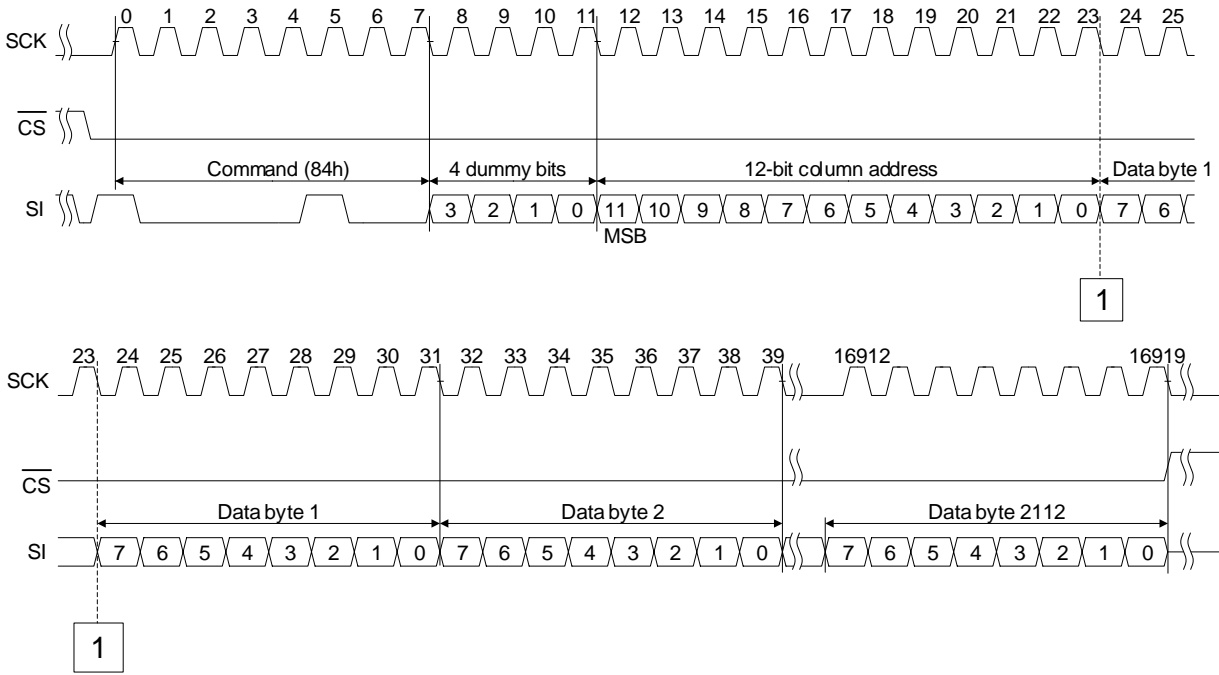 0 1 2 3 4 5 6 7 8 9 10 11 12 13 14 15 16 17 18 19 20 21 22 23 24 25
SCK
CS
Command (84h) 4 dummy bits 12-bit column address Data byte 1
SI 3 2 1 0 11 10 9 8 7 6 5 4 3 2 1 0 7 6
MSB
1
23 24 25 26 27 28 29 30 31 32 33 34 35 36 37 38 39 16912 16919
SCK
CS
Data byte 1 Data byte 2 Data byte 2112
SI 7 6 5 4 3 2 1 0 7 6 5 4 3 2 1 0 7 6 5 4 3 2 1 0
1